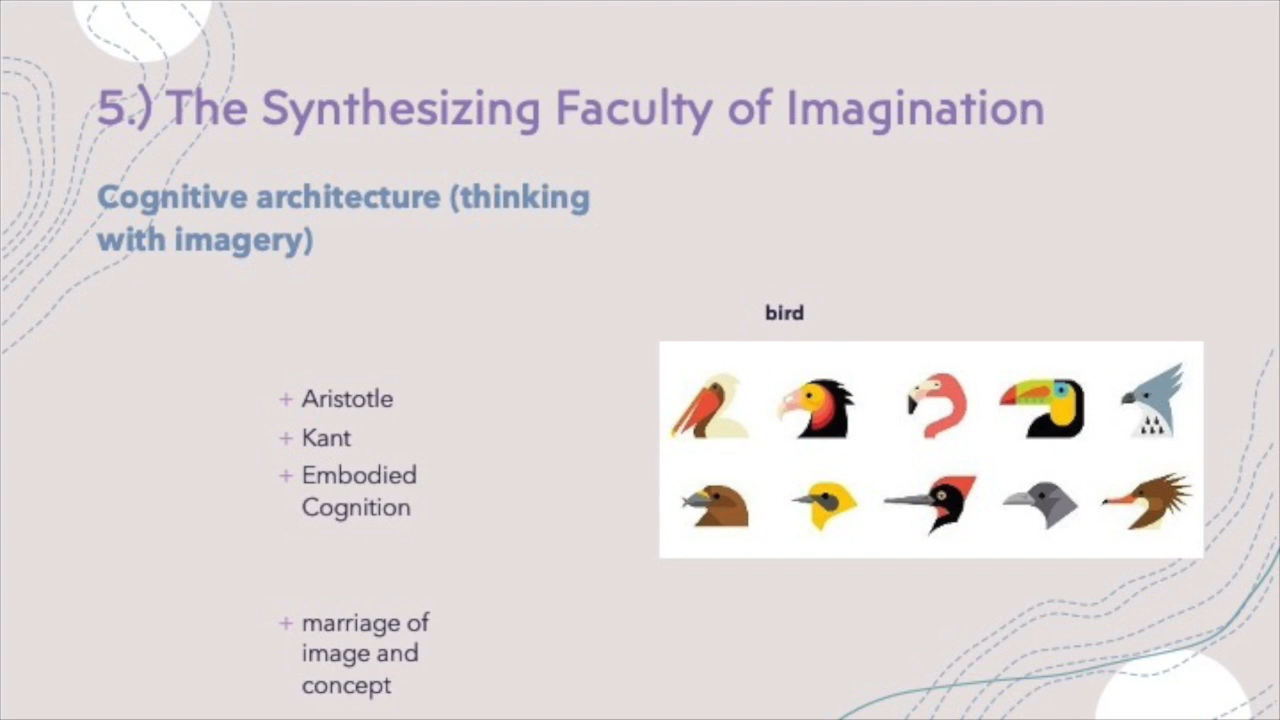 5.) The Synthesizing Faculty of Imagination
Cognitive architecture (thinking
with imagery)
bird
+ Aristotle
+ Kant
+ Embodied
Cognition
+ marriage of
image and
concept